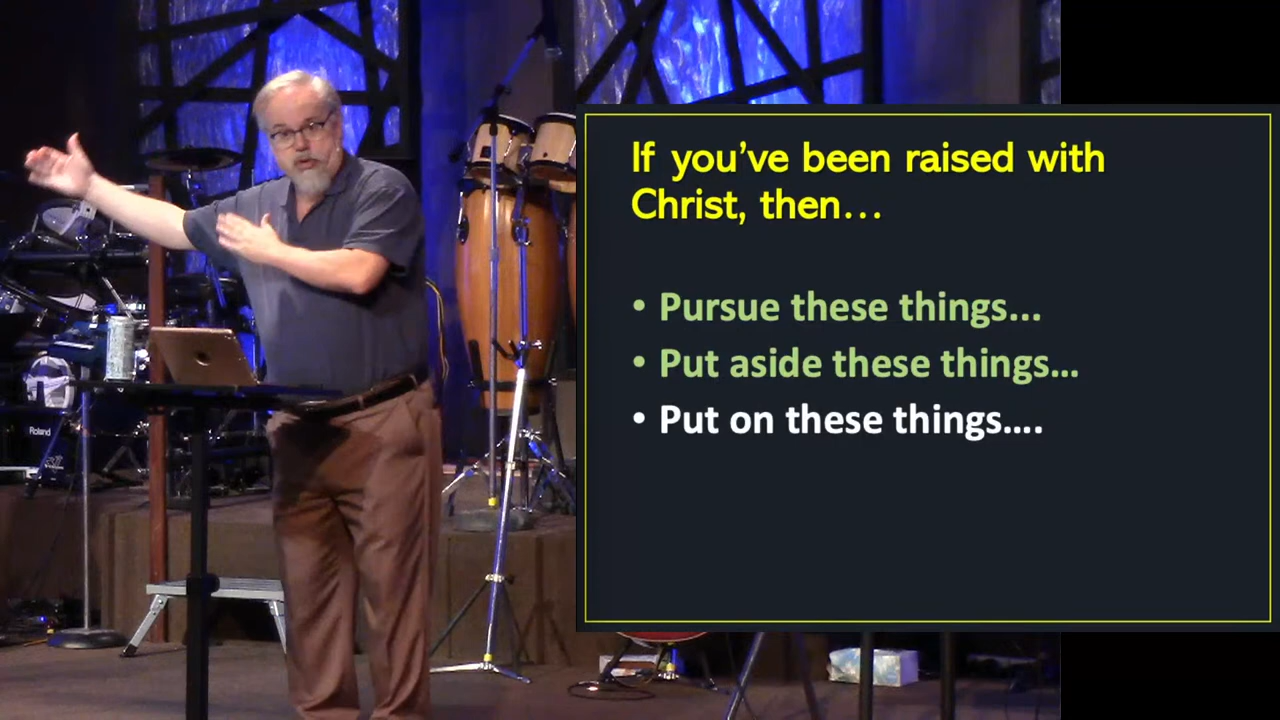 If you’ve been raised with
Christ, then...
• Pursue these things...
• Put aside these things...
• Put on these things....
Roland